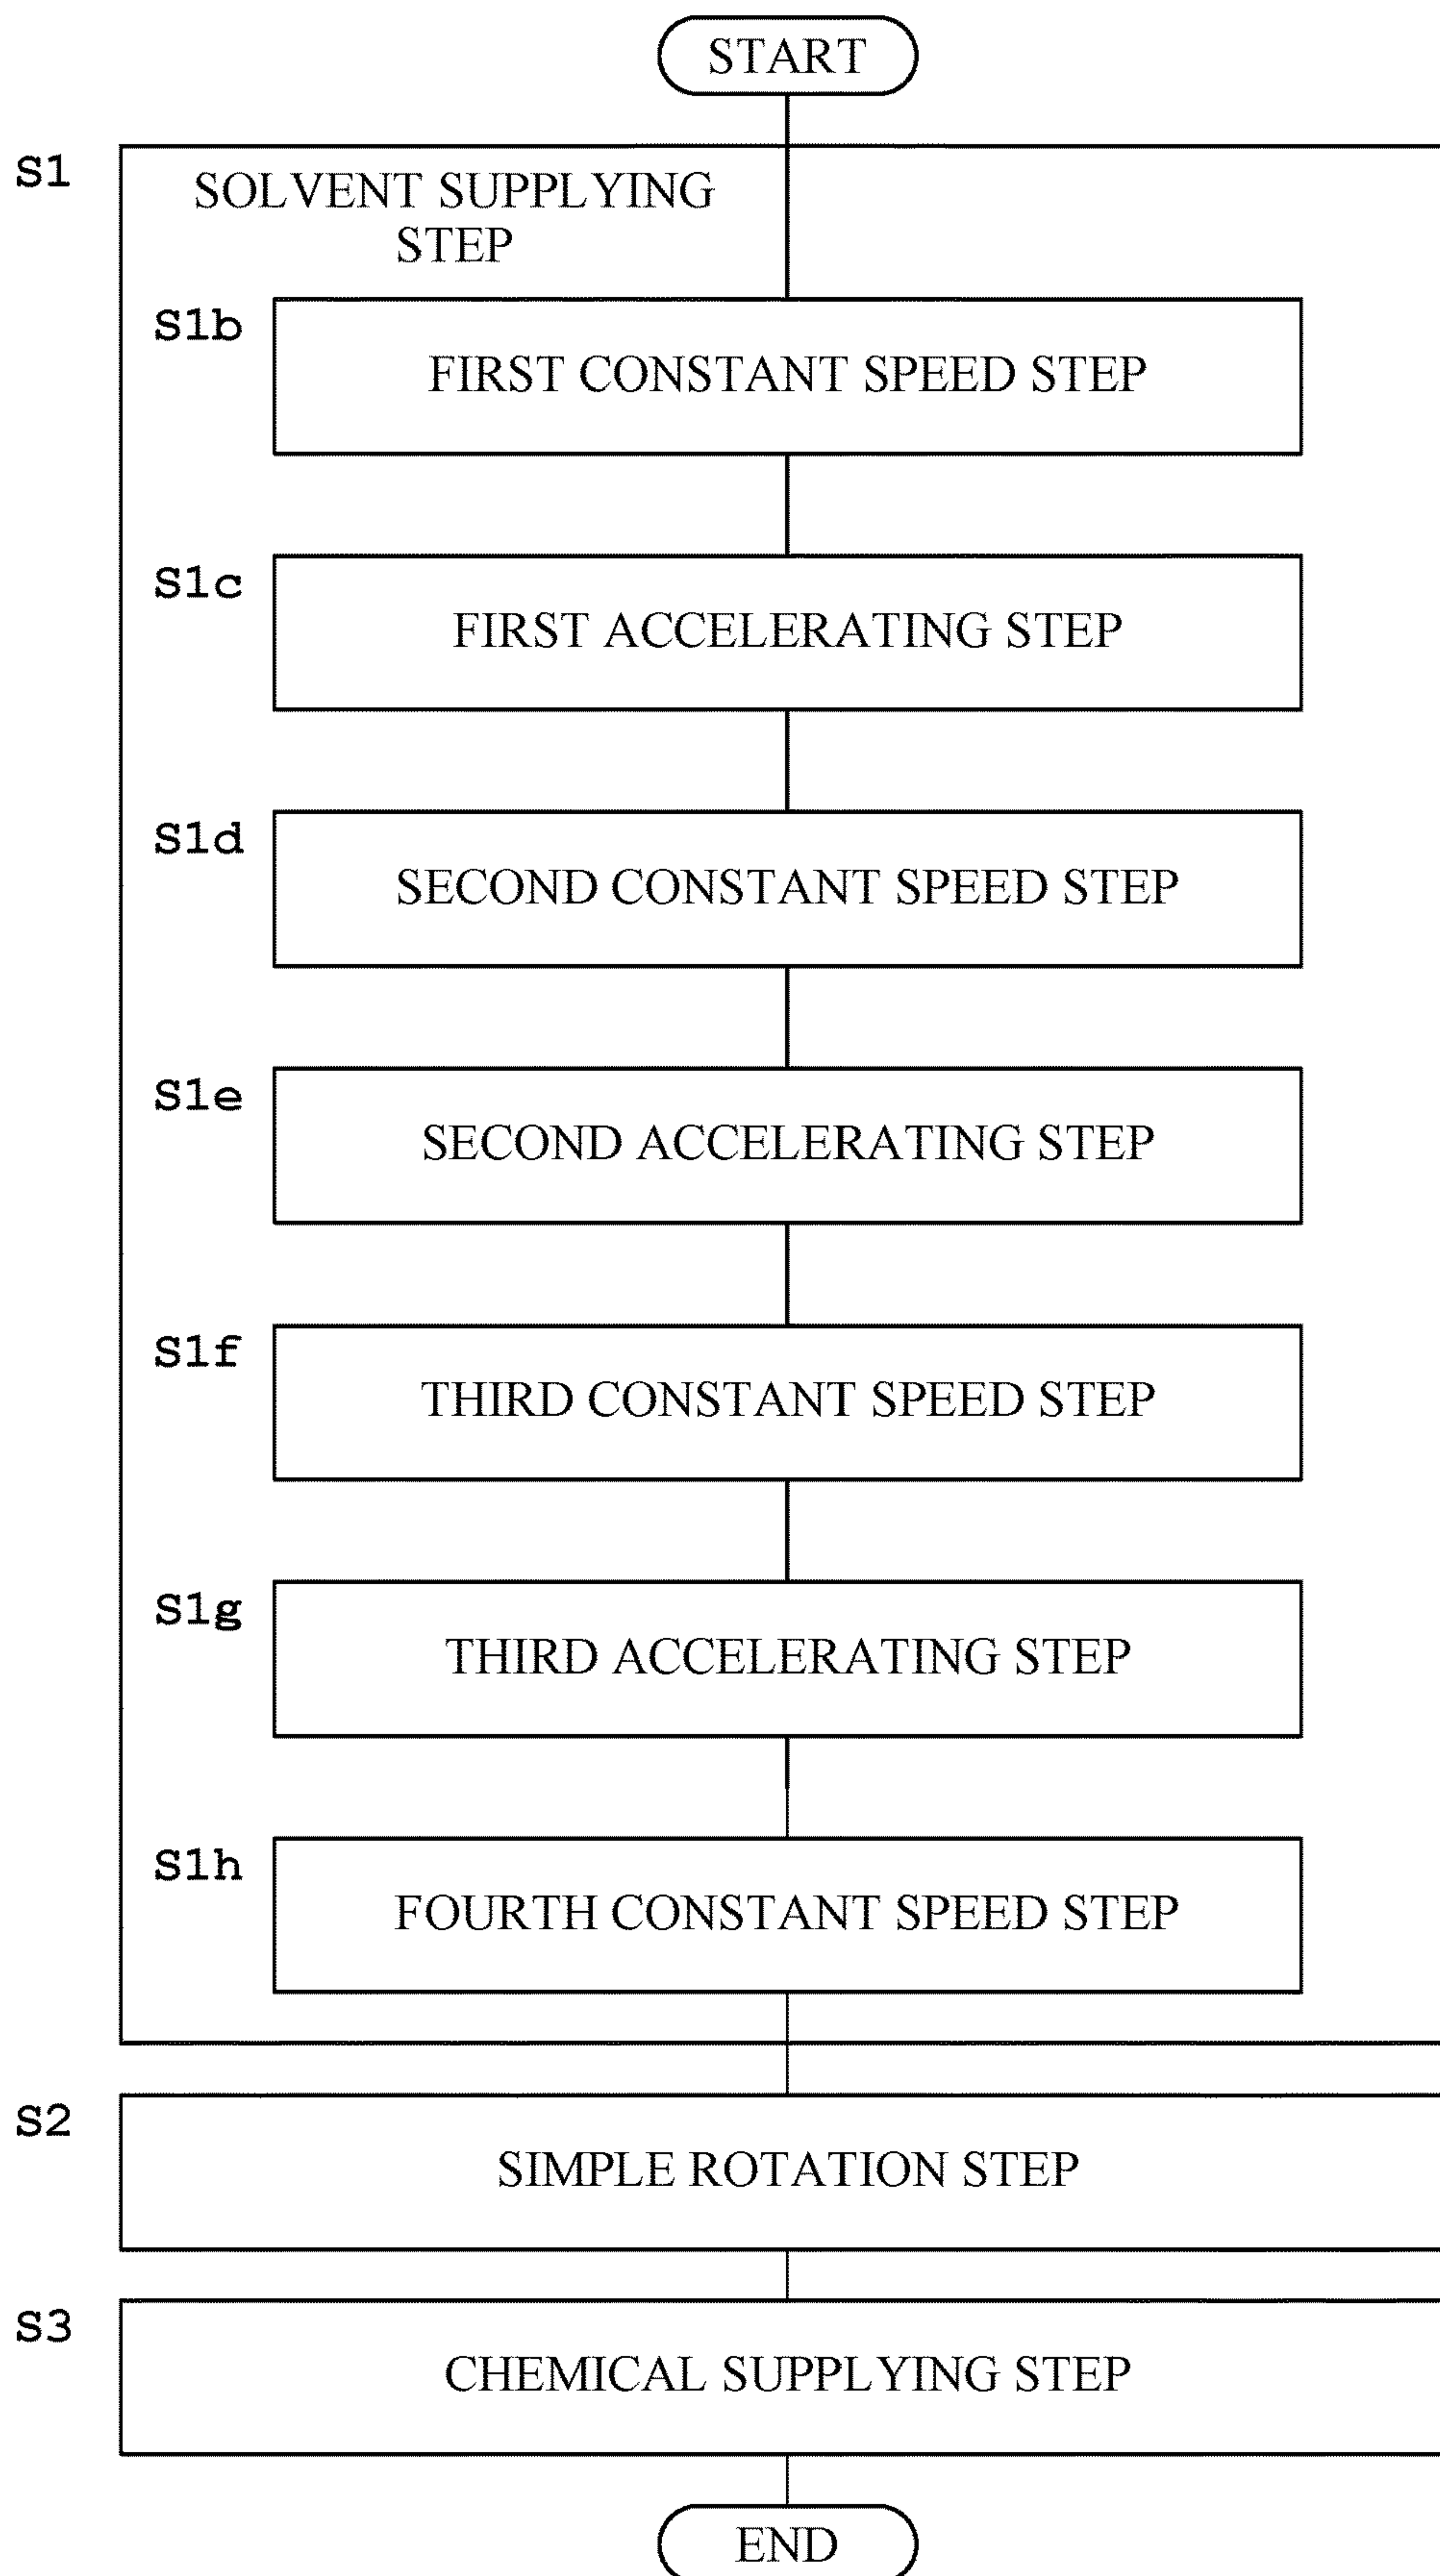 START
S1
SOLVENT SUPPLYING
STEP
S1b
FIRST CONSTANT SPEED STEP
S1c
FIRST ACCELERATING STEP
S1d
SECOND CONSTANT SPEED STEP
S1e
SECOND ACCELERATING STEP
S1f
THIRD CONSTANT SPEED STEP
S1g
THIRD ACCELERATING STEP
S1h
FOURTH CONSTANT SPEED STEP
S2
SIMPLE ROTATION STEP
S3
CHEMICAL SUPPLYING STEP
END